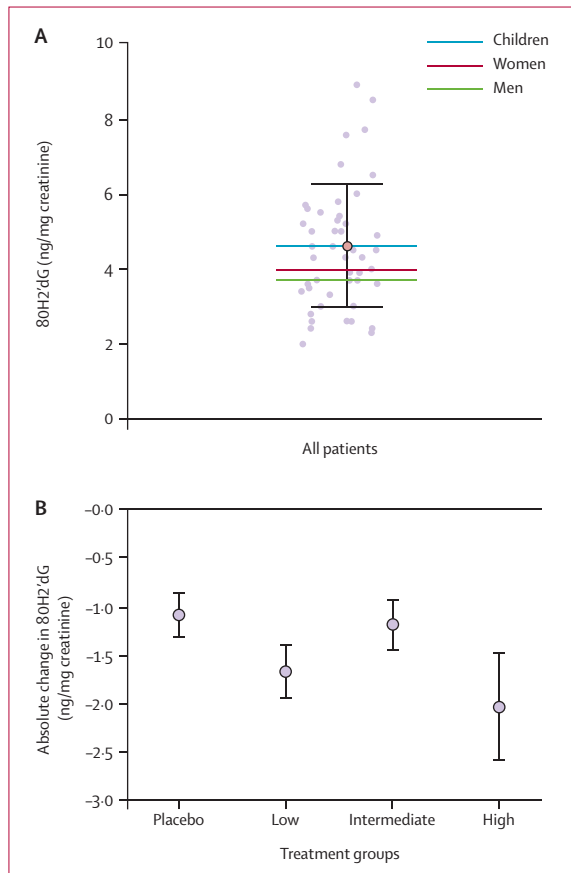 A
10
8
6
4
2
0
80H2'dG (ng/mg creatinine)
Children
Women
Men
All patients
B
–0·0
–0·5
–1·0
–1·5
–2·0
–2·5
–3·0
Absolute change in 80H2'dG
(ng/mg creatinine)
Placebo
Low
Intermediate
High
Treatment groups